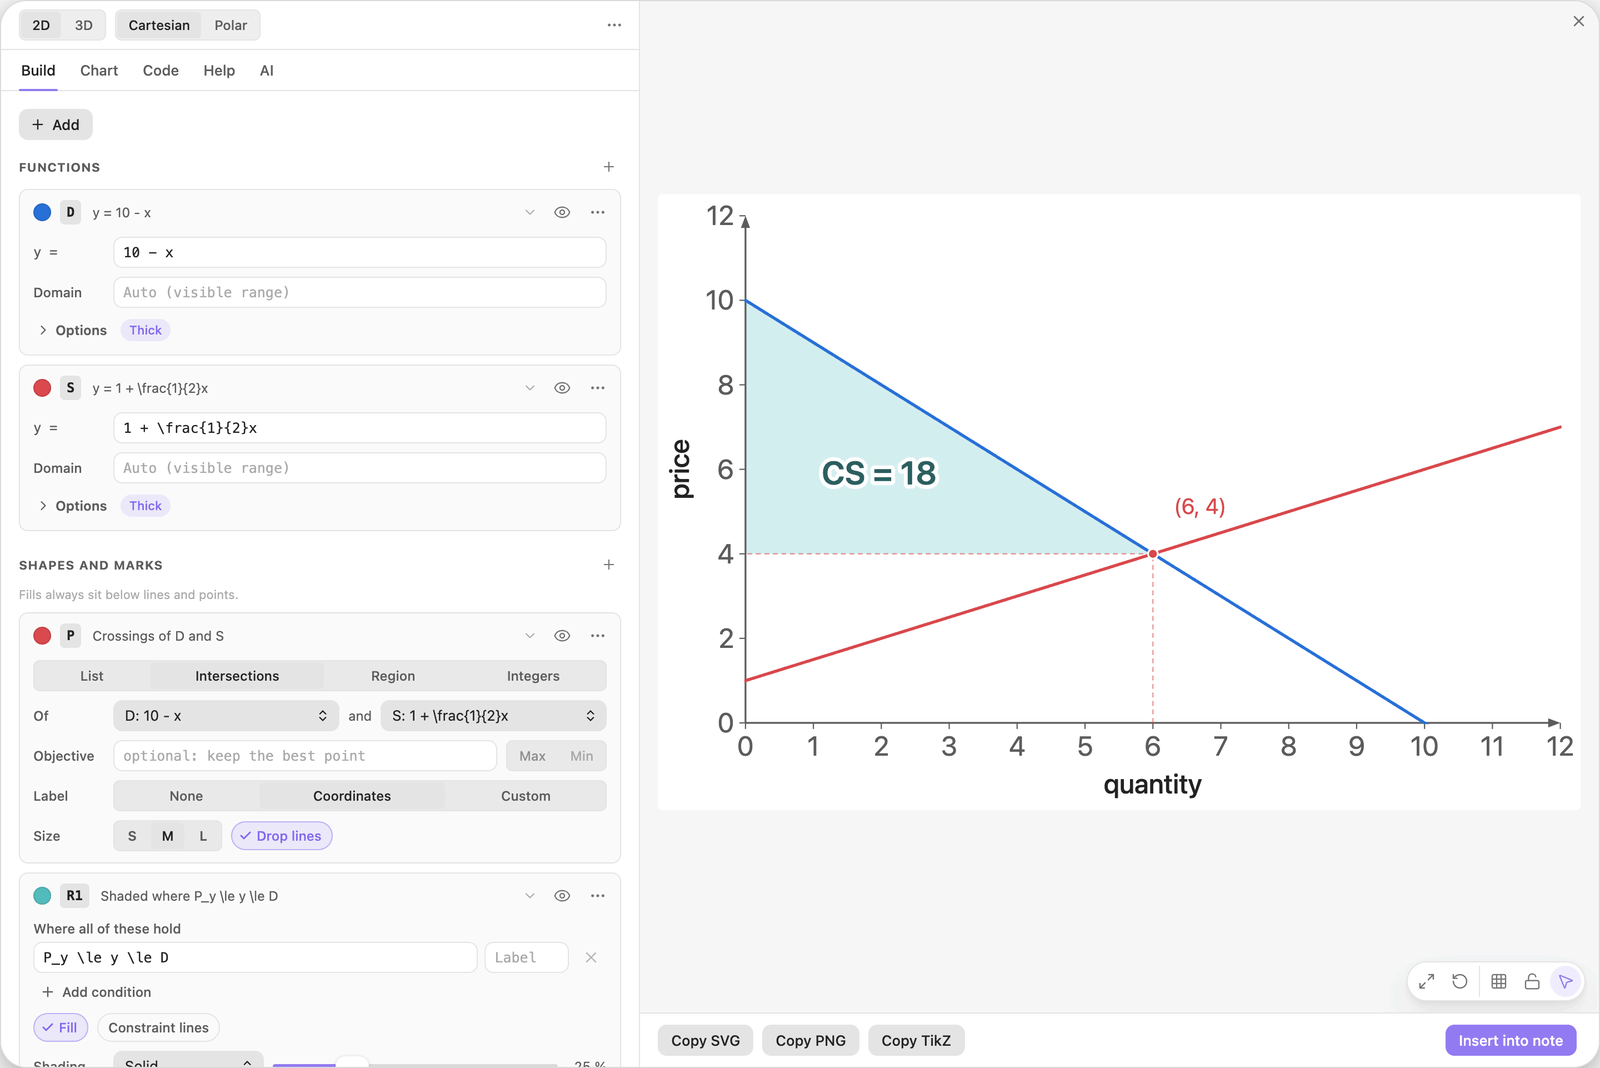 2D 3D Cartesian Polar
Build Chart Code Help AI
+ Add
FUNCTIONS
D y = 10 - x
y = 10 − x
Domain Auto (visible range)
Options Thick
S y = 1 + \frac{1}{2}x
y = 1 + \frac{1}{2}x
Domain Auto (visible range)
Options Thick
SHAPES AND MARKS
Fills always sit below lines and points.
P Crossings of D and S
List Intersections Region Integers
Of D: 10 - x and S: 1 + \frac{1}{2}x
Objective optional: keep the best point Max Min
Label None Coordinates Custom
Size S M L Drop lines
R1 Shaded where P_y \le y \le D
Where all of these hold
P_y \le y \le D Label
+ Add condition
Fill Constraint lines
Shading Solid 25 %
12
10
8
6
4
2
0
price
CS = 18
(6, 4)
0 1 2 3 4 5 6 7 8 9 10 11 12
quantity
Copy SVG Copy PNG Copy TikZ Insert into note